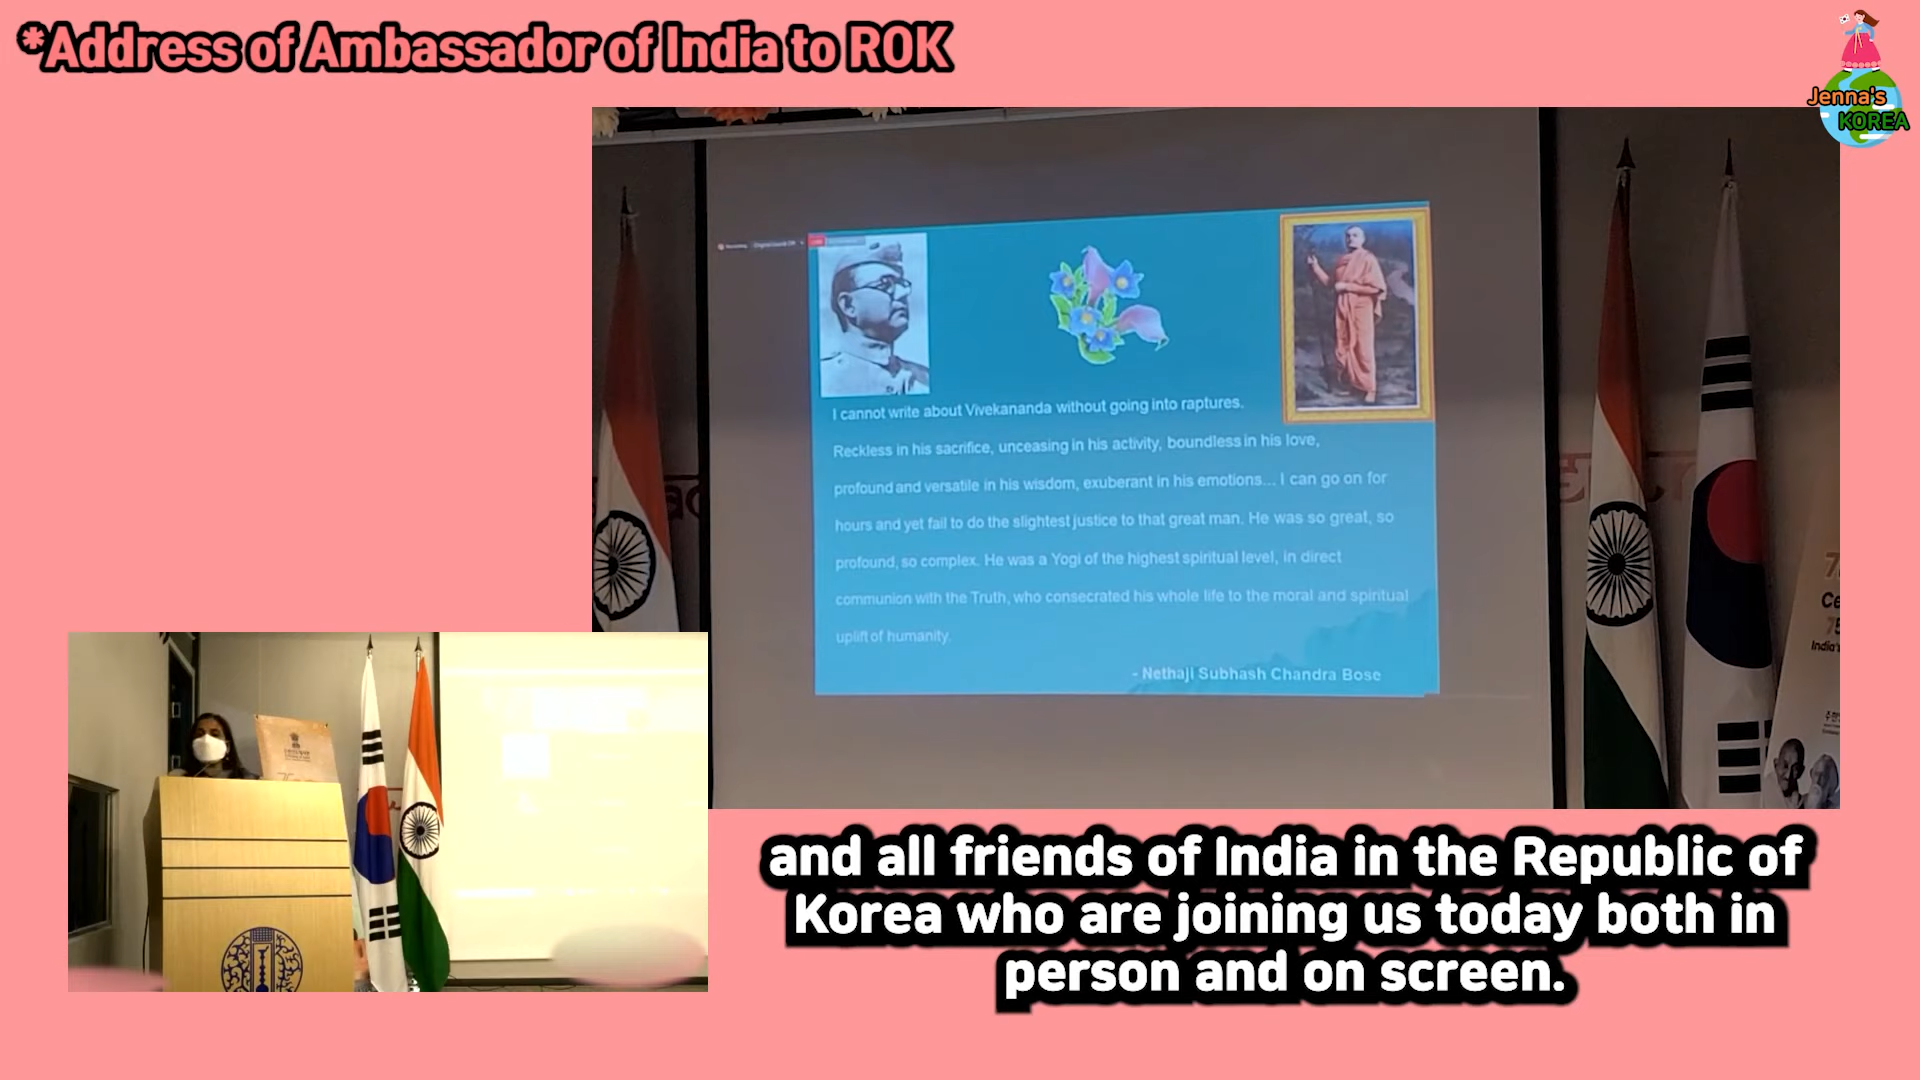 *Address of Ambassador of India to ROK
Jenna's
KOREA
I cannot write about Vivekananda without going into raptures.
Reckless in his sacrifice, unceasing in his activity, boundless in his love,
profound and versatile in his wisdom, exuberant in his emotions... I can go on for
hours and yet fail to do the slightest justice to that great man. He was so great, so
profound, so complex. He was a Yogi of the highest spiritual level, in direct
communion with the Truth, who consecrated his whole life to the moral and spiritual
uplift of humanity.
- Nethaji Subhash Chandra Bose
and all friends of India in the Republic of
Korea who are joining us today both in
person and on screen.